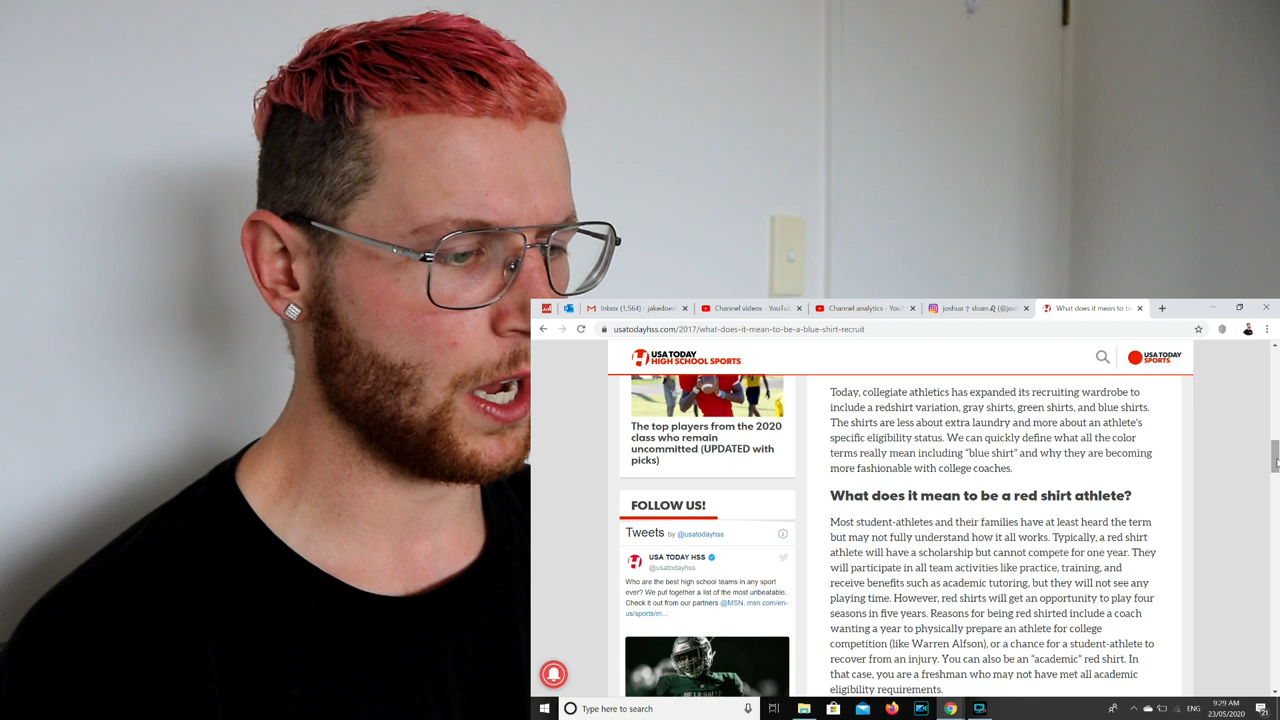 Inbox (1,564) - jakedoes
Channel videos - YouTu
Channel analytics - YouT
joshua † sloan
What does it mean to be
usatodayhss.com/2017/what-does-it-mean-to-be-a-blue-shirt-recruit
USA TODAY
HIGH SCHOOL SPORTS
USA TODAY
SPORTS
The top players from the 2020
class who remain
uncommitted (UPDATED with
picks)
FOLLOW US!
Tweets by @usatodayhss
USA TODAY HSS
@usatodayhss
Who are the best high school teams in any sport
ever? We put together a list of the most unbeatable.
Check it out from our partners @MSN. msn.com/en-
us/sports/m…
Today, collegiate athletics has expanded its recruiting wardrobe to
include a redshirt variation, gray shirts, green shirts, and blue shirts.
The shirts are less about extra laundry and more about an athlete's
specific eligibility status. We can quickly define what all the color
terms really mean including "blue shirt" and why they are becoming
more fashionable with college coaches.
What does it mean to be a red shirt athlete?
Most student-athletes and their families have at least heard the term
but may not fully understand how it all works. Typically, a red shirt
athlete will have a scholarship but cannot compete for one year. They
will participate in all team activities like practice, training, and
receive benefits such as academic tutoring, but they will not see any
playing time. However, red shirts will get an opportunity to play four
seasons in five years. Reasons for being red shirted include a coach
wanting a year to physically prepare an athlete for college
competition (like Warren Alfson), or a chance for a student-athlete to
recover from an injury. You can also be an "academic" red shirt. In
that case, you are a freshman who may not have met all academic
eligibility requirements.
Type here to search
ENG
9:29 AM
23/05/2020
21